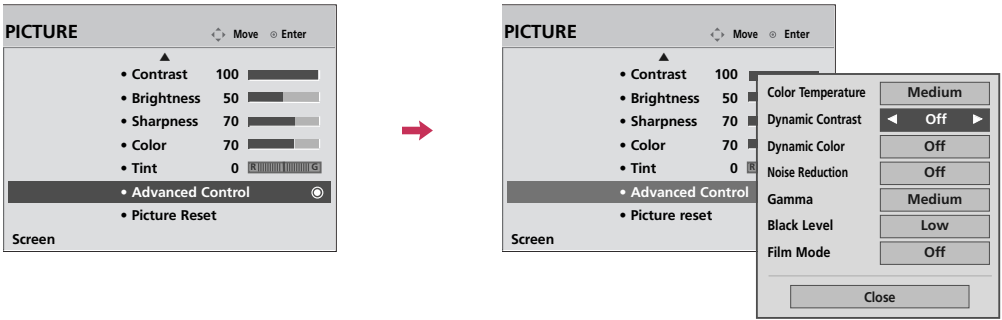 PICTURE Move Enter
• Contrast 100
• Brightness 50
• Sharpness 70
• Color 70
• Tint 0 R G
• Advanced Control
• Picture Reset
Screen
PICTURE Move Enter
• Contrast 100
• Brightness 50
• Sharpness 70
• Color 70
• Tint 0 R
• Advanced Control
• Picture reset
Screen
Color Temperature Medium
Dynamic Contrast Off
Dynamic Color Off
Noise Reduction Off
Gamma Medium
Black Level Low
Film Mode Off
Close